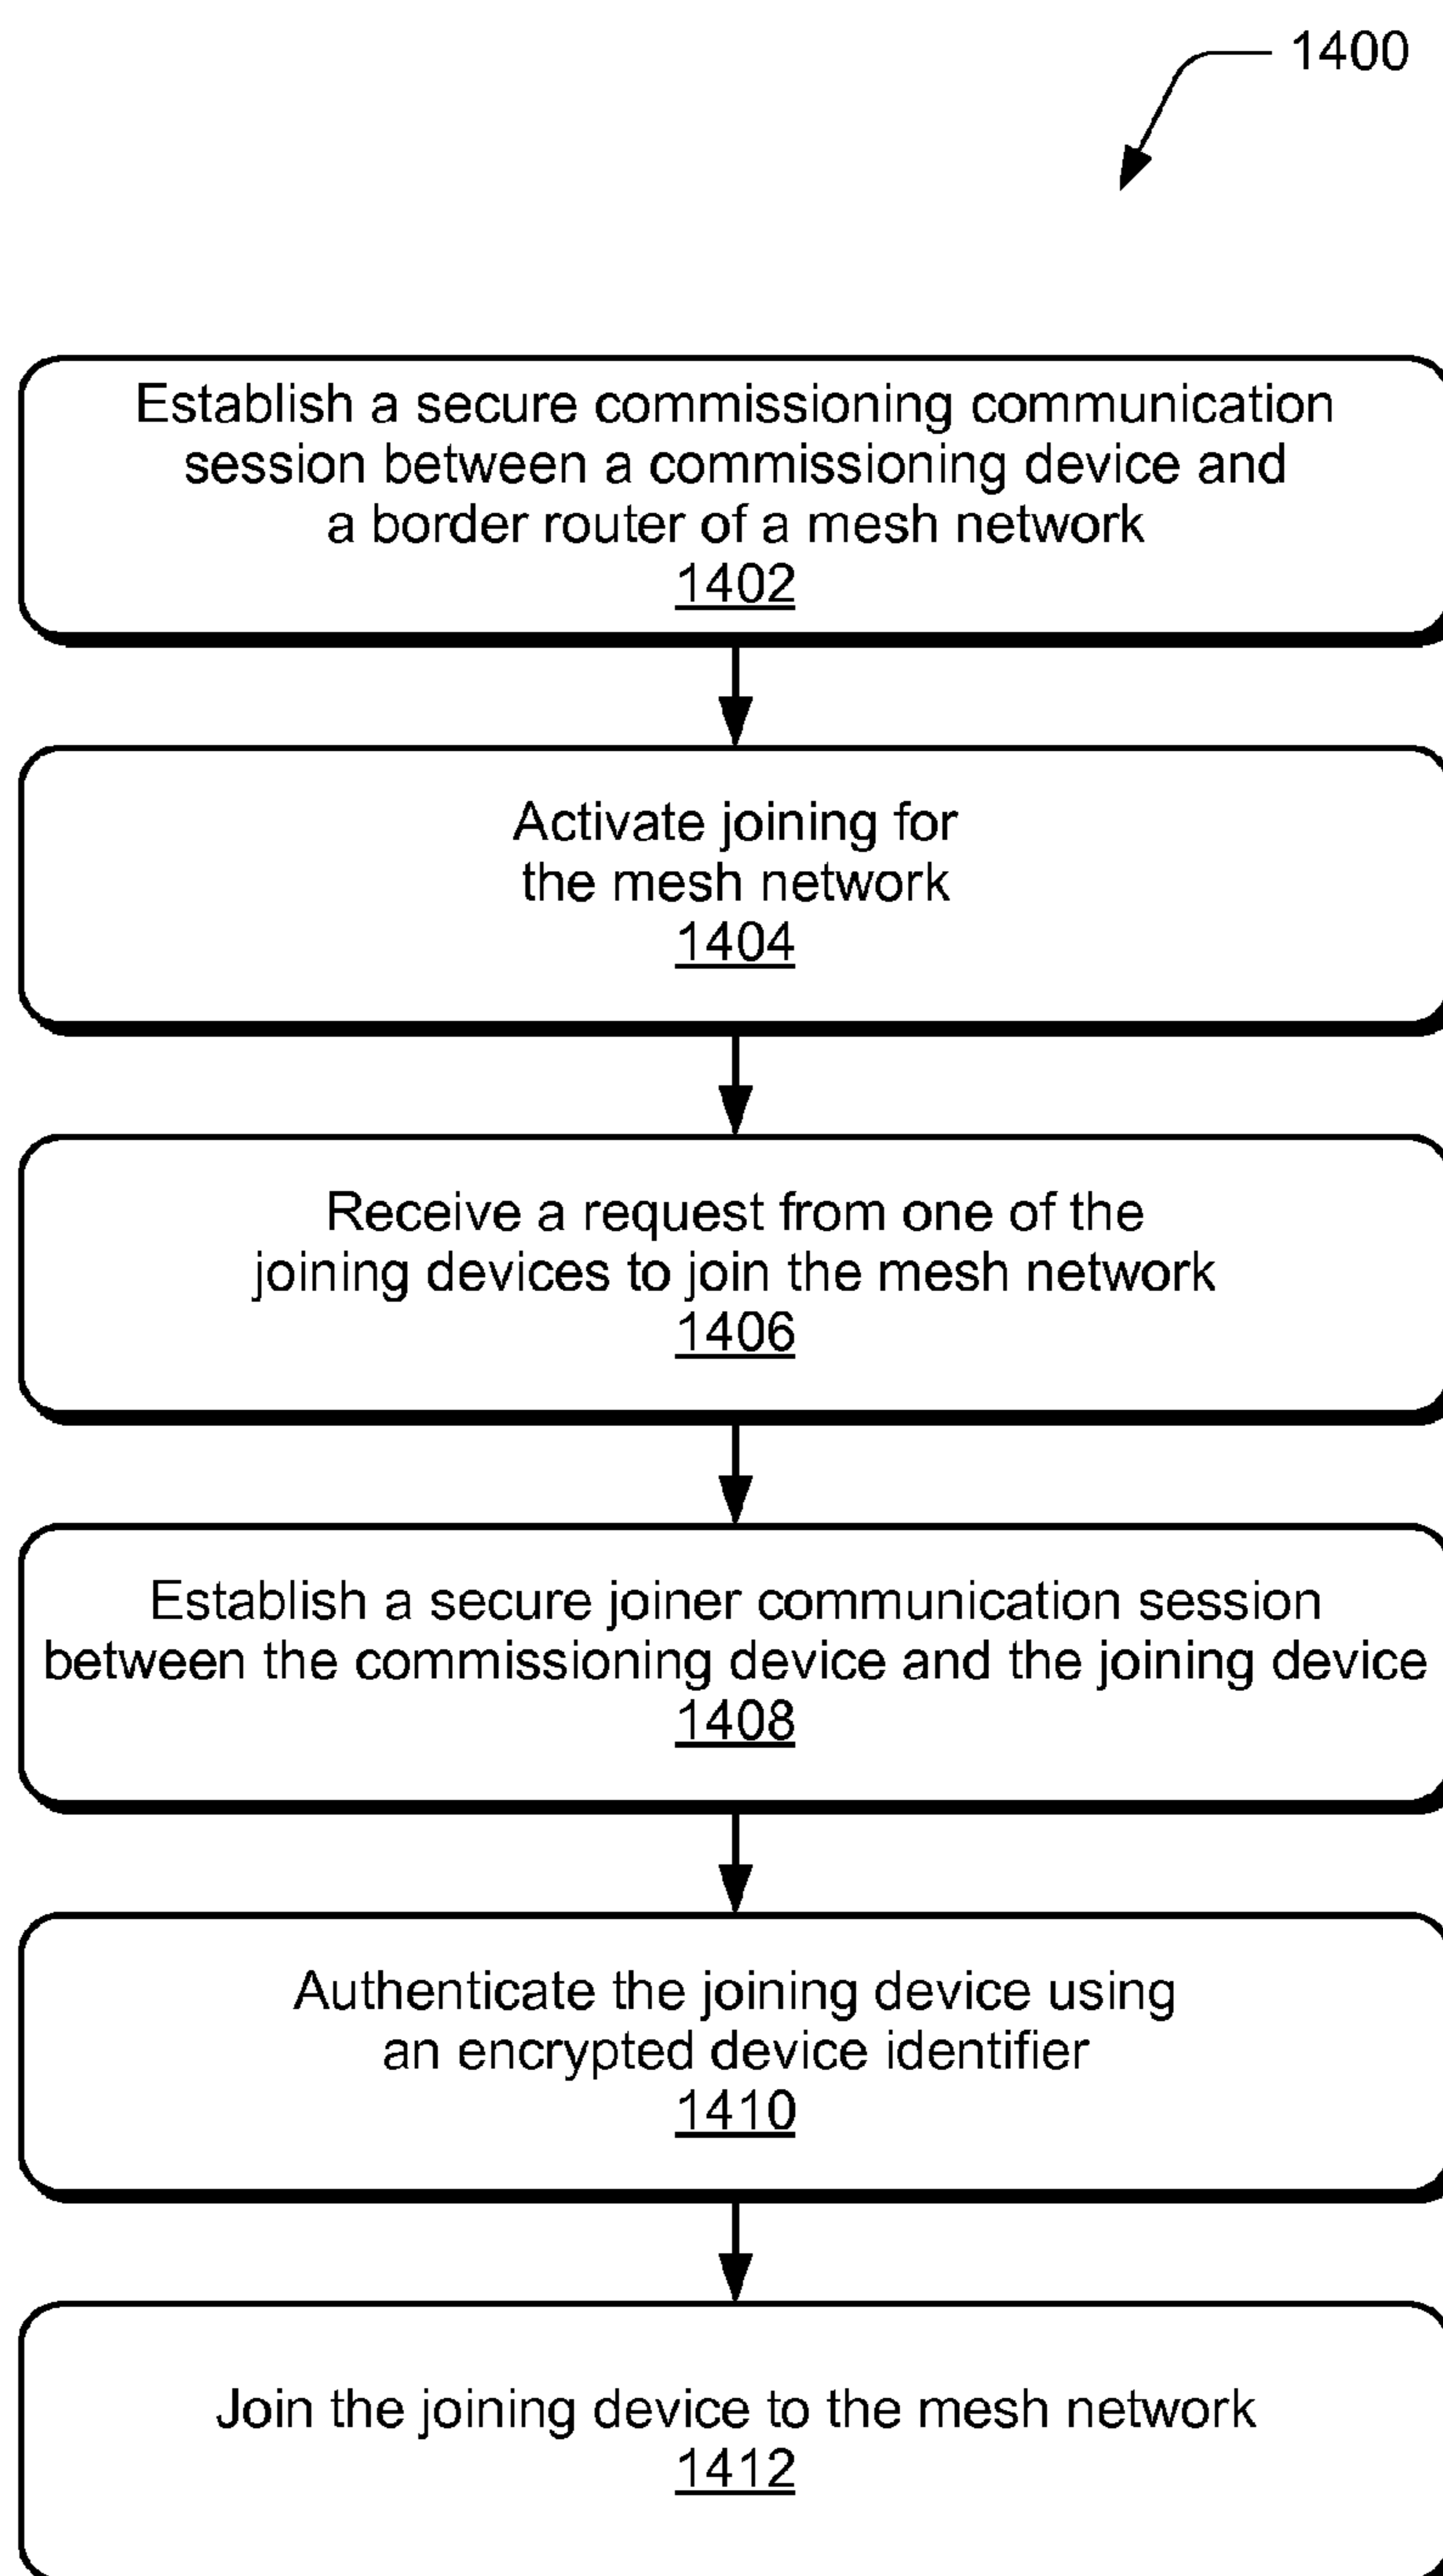 1400
Establish a secure commissioning communication
session between a commissioning device and
a border router of a mesh network
1402
Activate joining for
the mesh network
1404
Receive a request from one of the
joining devices to join the mesh network
1406
Establish a secure joiner communication session
between the commissioning device and the joining device
1408
Authenticate the joining device using
an encrypted device identifier
1410
Join the joining device to the mesh network
1412